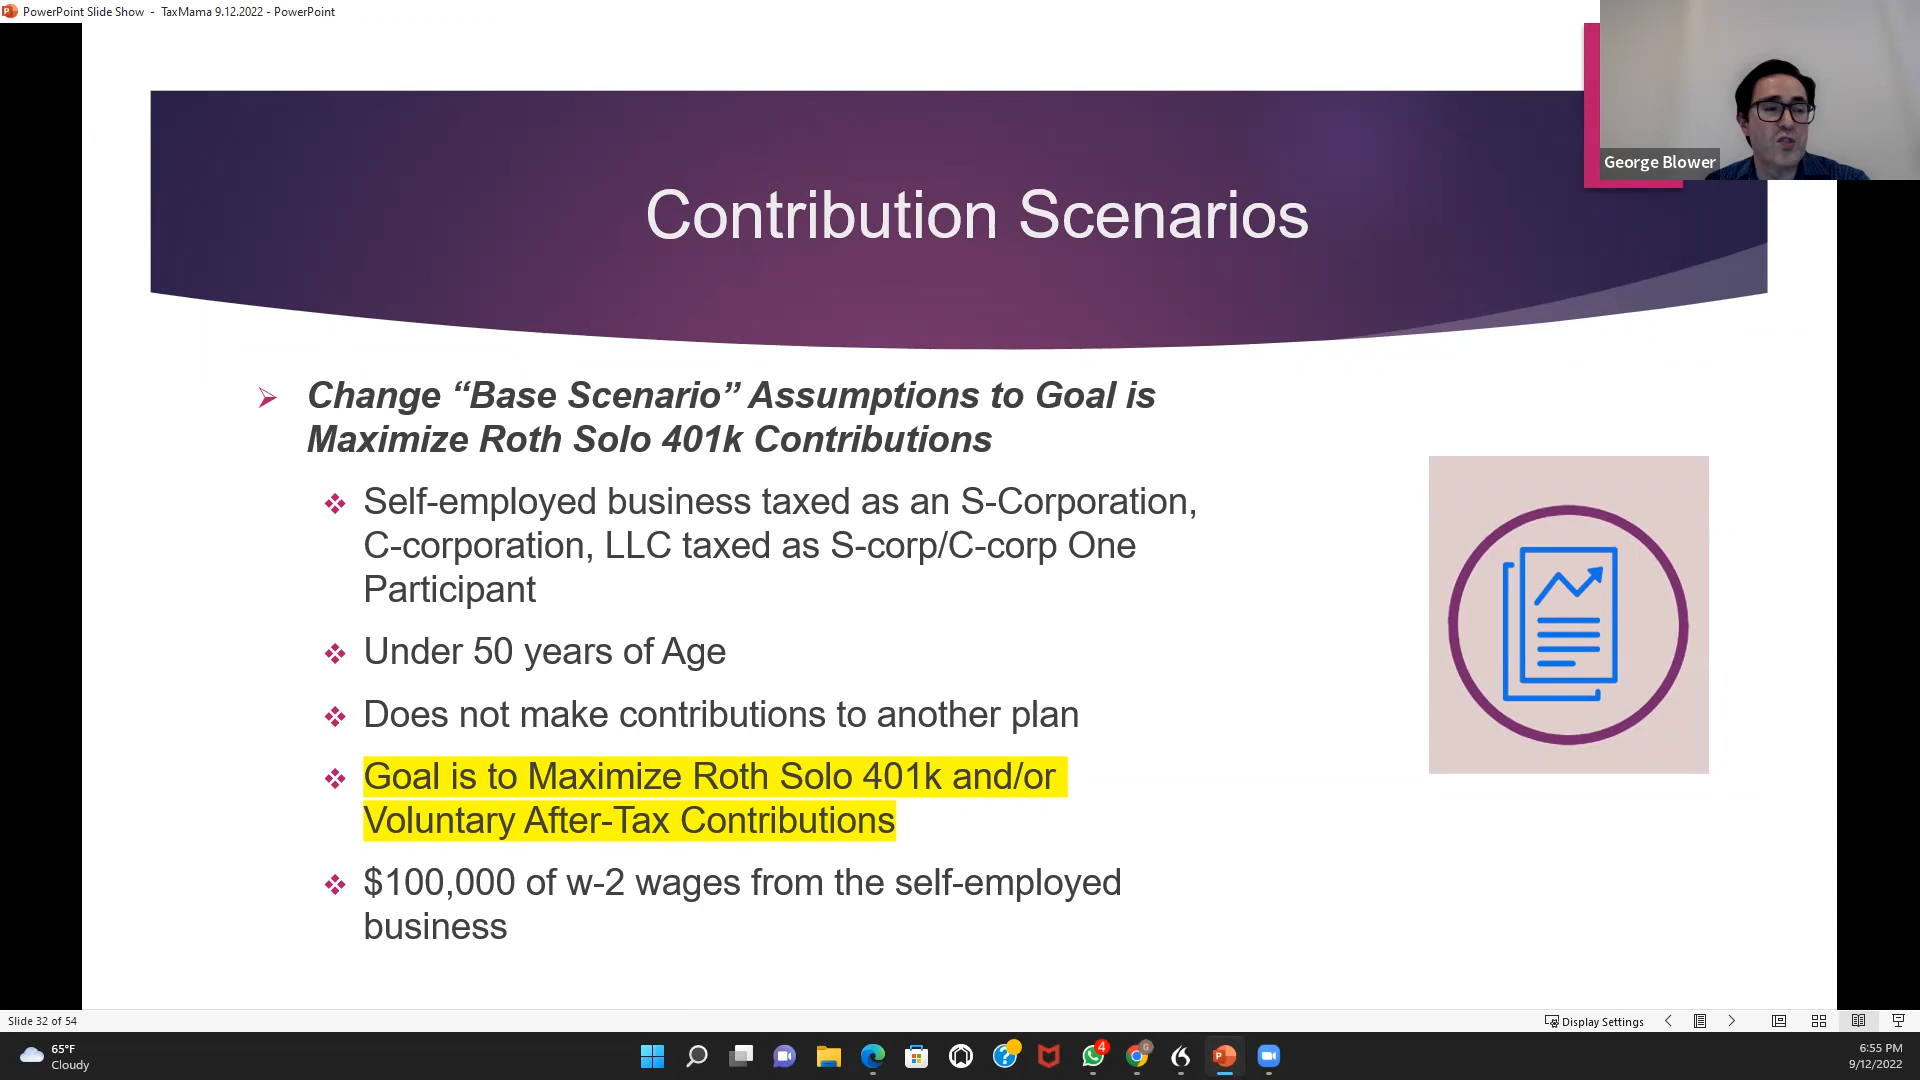 PowerPoint Slide Show - TaxMama 9.12.2022 - PowerPoint
George Blower
Contribution Scenarios
Change “Base Scenario” Assumptions to Goal is
Maximize Roth Solo 401k Contributions
Self-employed business taxed as an S-Corporation,
C-corporation, LLC taxed as S-corp/C-corp One
Participant
Under 50 years of Age
Does not make contributions to another plan
Goal is to Maximize Roth Solo 401k and/or
Voluntary After-Tax Contributions
$100,000 of w-2 wages from the self-employed
business
Slide 32 of 54
Display Settings
65°F
Cloudy
4
G
6:55 PM
9/12/2022